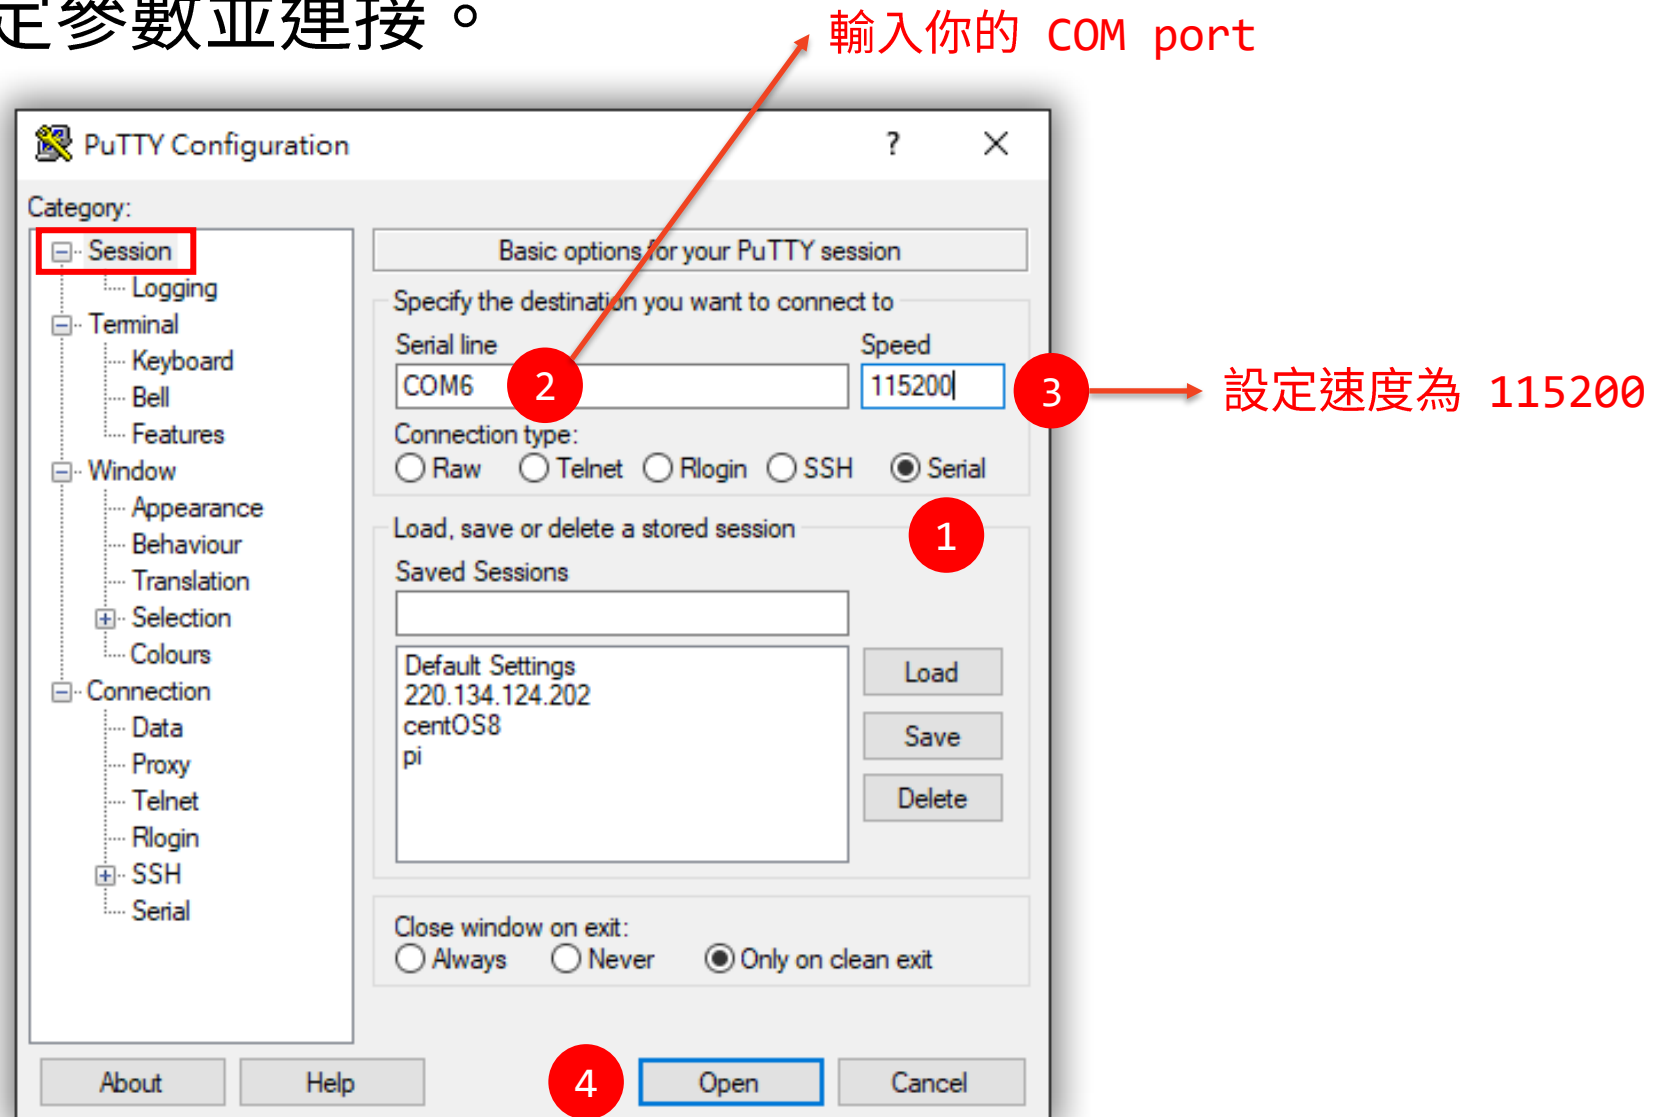 定參數並連接。
輸入你的 COM port
PuTTY Configuration
?
Category:
Session
Logging
Terminal
Keyboard
Bell
Features
Window
Appearance
Behaviour
Translation
Selection
Colours
Connection
Data
Proxy
Telnet
Rlogin
SSH
Serial
Basic options for your PuTTY session
Specify the destination you want to connect to
Serial line Speed
COM6 2 115200 3 設定速度為 115200
Connection type:
Raw Telnet Rlogin SSH Serial
1
Load, save or delete a stored session
Saved Sessions
Default Settings
220.134.124.202
centOS8
pi
Load
Save
Delete
Close window on exit:
Always Never Only on clean exit
About Help 4 Open Cancel